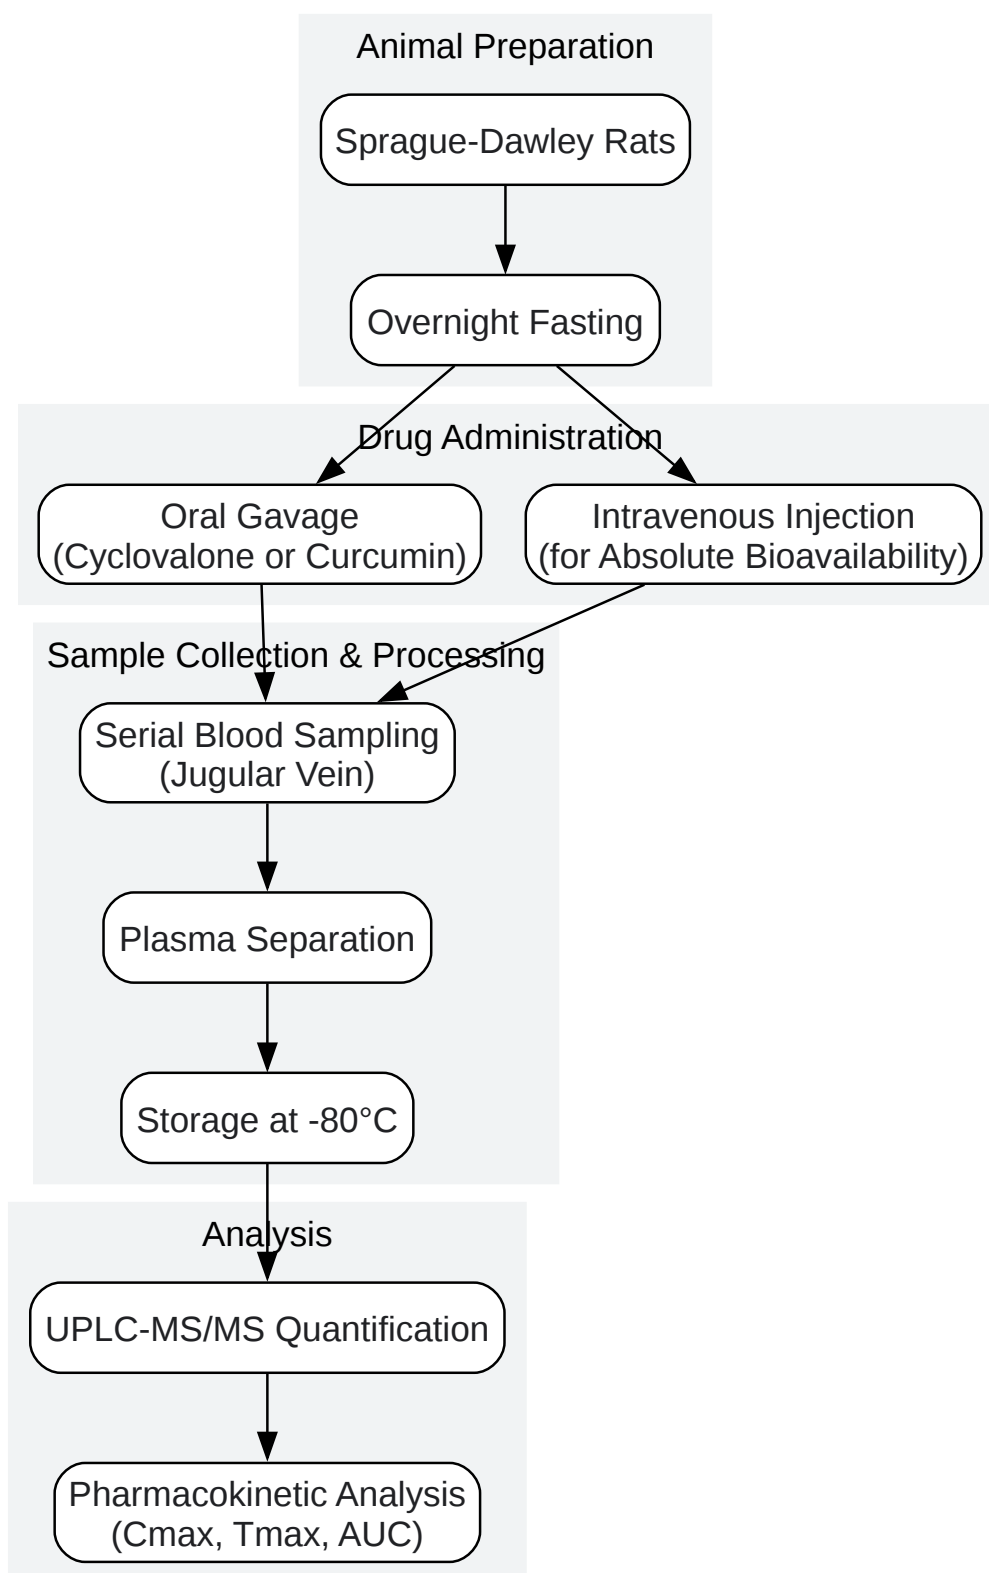 Animal Preparation
Sprague-Dawley Rats
Overnight Fasting
Drug Administration
Oral Gavage
(Cyclovalone or Curcumin)
Intravenous Injection
(for Absolute Bioavailability)
Sample Collection & Processing
Serial Blood Sampling
(Jugular Vein)
Plasma Separation
Storage at -80°C
Analysis
UPLC-MS/MS Quantification
Pharmacokinetic Analysis
(Cmax, Tmax, AUC)